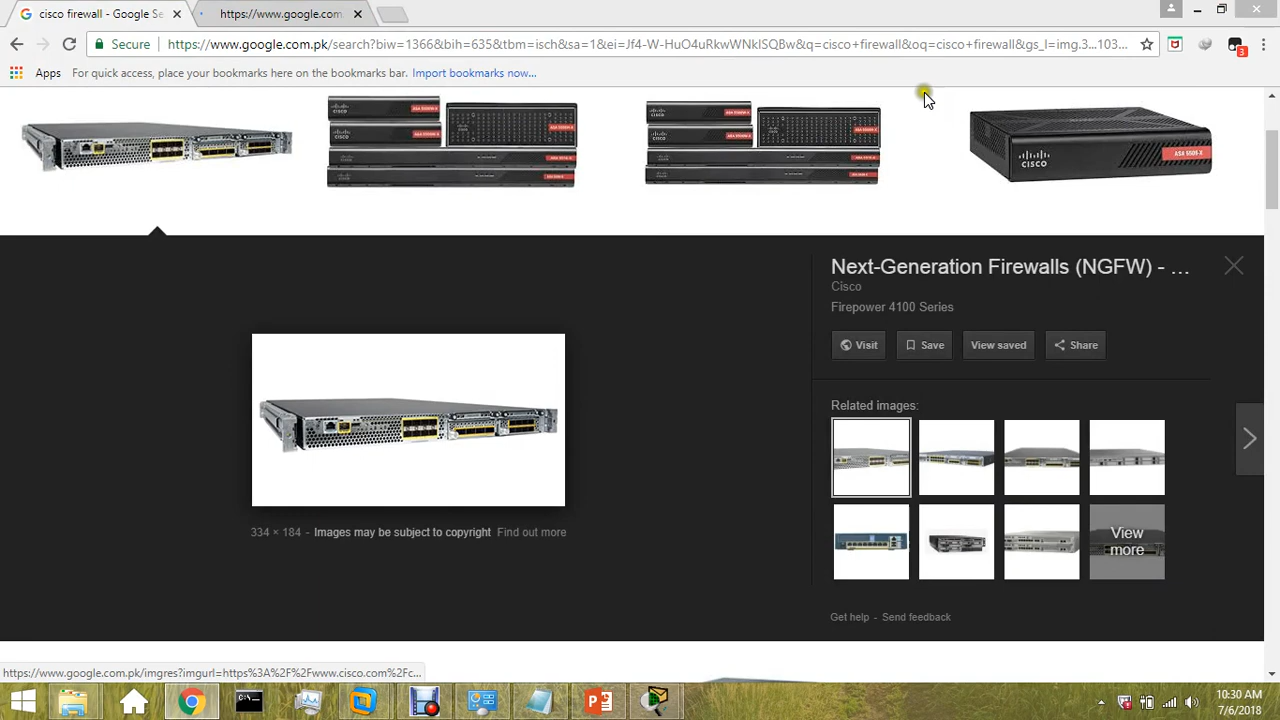 cisco firewall - Google Se
https://www.google.com.
Secure
https://www.google.com.pk/search?biw=1366&bih=635&tbm=isch&sa=1&ei=Jf4-W-HuO4uRkwWNkISQBw&q=cisco+firewall&oq=cisco+firewall&gs_l=img.3...103...
3
Apps
For quick access, place your bookmarks here on the bookmarks bar. Import bookmarks now...
CISCO
ASA 5505-X
Next-Generation Firewalls (NGFW) - ...
Cisco
Firepower 4100 Series
Visit
Save
View saved
Share
Related images:
View
more
334 × 184 - Images may be subject to copyright Find out more
Get help - Send feedback
https://www.google.com.pk/imgres?imgurl=https%3A%2F%2Fwww.cisco.com%2Fc...
10:30 AM
7/6/2018